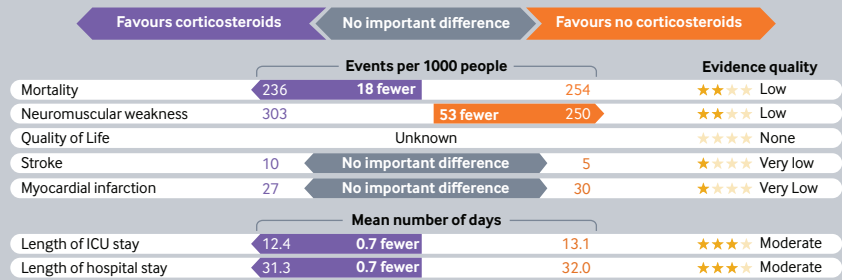 Favours corticosteroids No important difference Favours no corticosteroids
Events per 1000 people Evidence quality
Mortality 236 18 fewer 254 Low
Neuromuscular weakness 303 53 fewer 250 Low
Quality of Life Unknown None
Stroke 10 No important difference 5 Very low
Myocardial infarction 27 No important difference 30 Very Low
Mean number of days
Length of ICU stay 12.4 0.7 fewer 13.1 Moderate
Length of hospital stay 31.3 0.7 fewer 32.0 Moderate